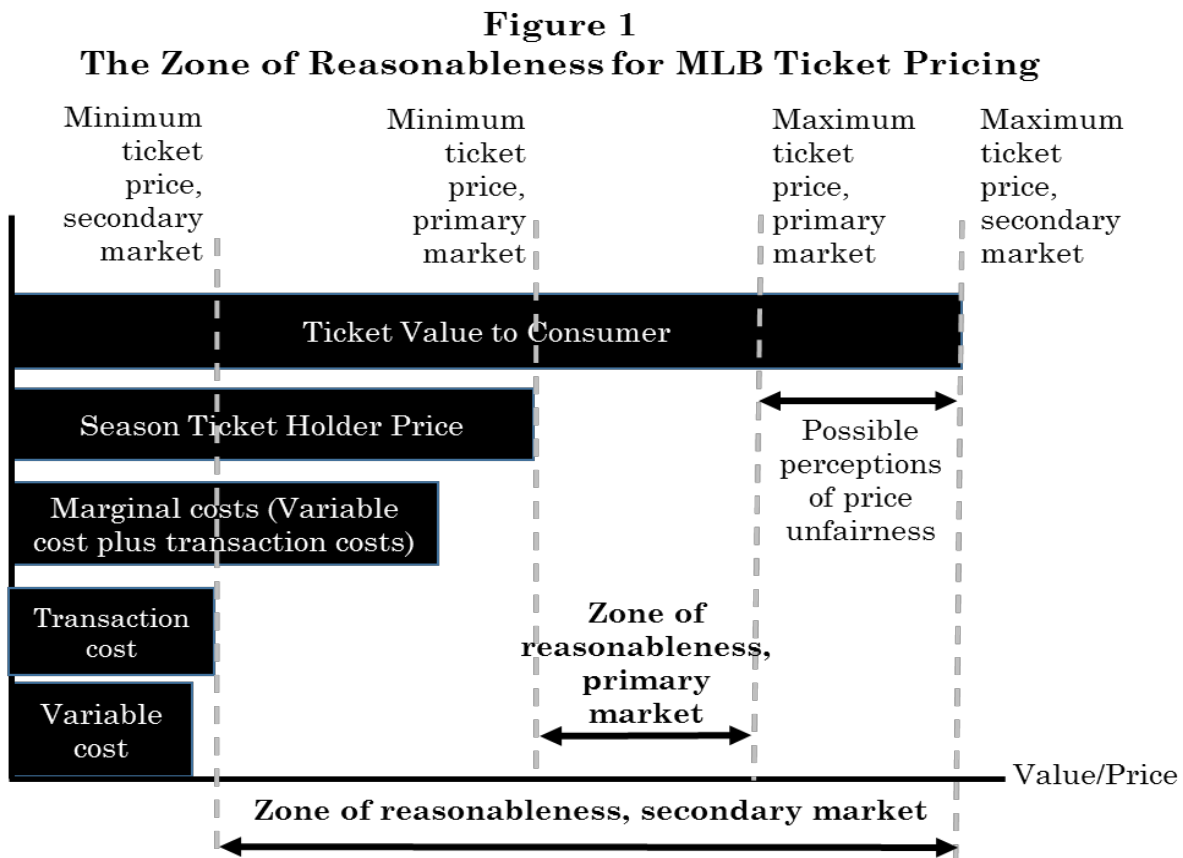 Figure 1
The Zone of Reasonableness for MLB Ticket Pricing
Minimum
ticket
price,
secondary
market
Minimum
ticket
price,
primary
market
Maximum
ticket
price,
primary
market
Maximum
ticket
price,
secondary
market
Ticket Value to Consumer
Season Ticket Holder Price
Possible
perceptions
of price
unfairness
Marginal costs (Variable
cost plus transaction costs)
Transaction
cost
Zone of
reasonableness,
primary
market
Variable
cost
Value/Price
Zone of reasonableness, secondary market